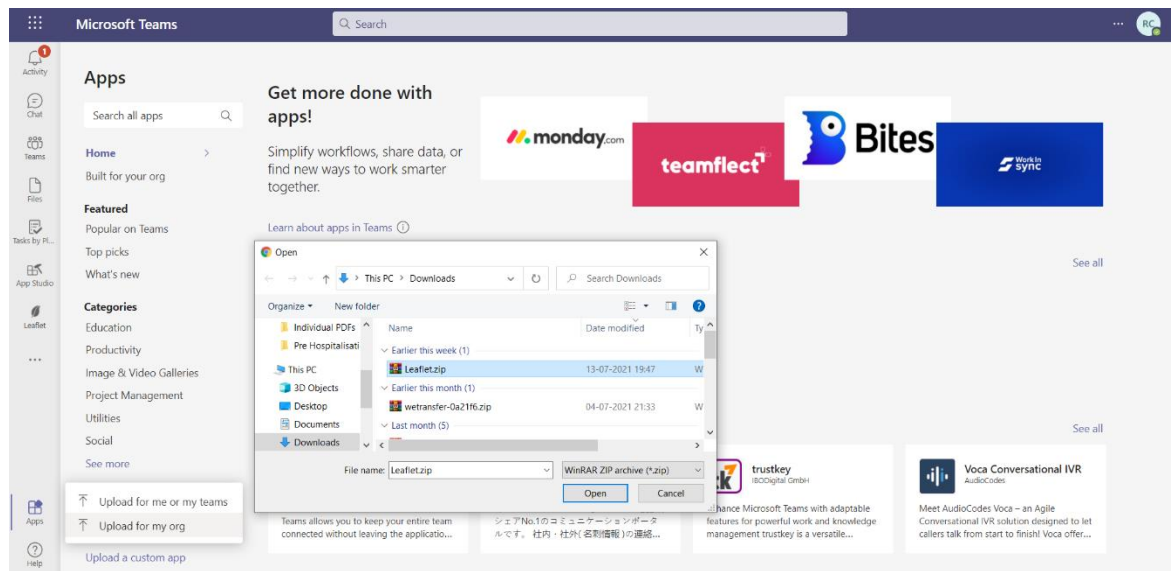 Microsoft Teams
Search
RC
1
Activity
Chat
Teams
Files
Tasks by Pl...
App Studio
Leaflet
Apps
Help
Apps
Search all apps
Home
Built for your org
Featured
Popular on Teams
Top picks
What's new
Categories
Education
Productivity
Image & Video Galleries
Project Management
Utilities
Social
See more
Upload for me or my teams
Upload for my org
Upload a custom app
Get more done with
apps!
Simplify workflows, share data, or
find new ways to work smarter
together.
Learn about apps in Teams
monday.com
teamflect
Bites
Work In
sync
See all
See all
Open
This PC > Downloads
Search Downloads
Organize
New folder
Individual PDFs
Pre Hospitalisati
This PC
3D Objects
Desktop
Documents
Downloads
Name
Date modified
Ty
Earlier this week (1)
Leaflet.zip
13-07-2021 19:47
W
Earlier this month (1)
wetransfer-0a21f6.zip
04-07-2021 21:33
W
Last month (5)
File name:
Leaflet.zip
WinRAR ZIP archive (*.zip)
Open
Cancel
Teams allows you to keep your entire team
connected without leaving the applicatio...
シェアNo.1のコミュニケーションポータ
ルです。 社内・社外(名刺情報)の連絡...
trustkey
IBODigital GmbH
Enhance Microsoft Teams with adaptable
features for powerful work and knowledge
management trustkey is a versatile...
Voca Conversational IVR
AudioCodes
Meet AudioCodes Voca – an Agile
Conversational IVR solution designed to let
callers talk from start to finish! Voca offer...